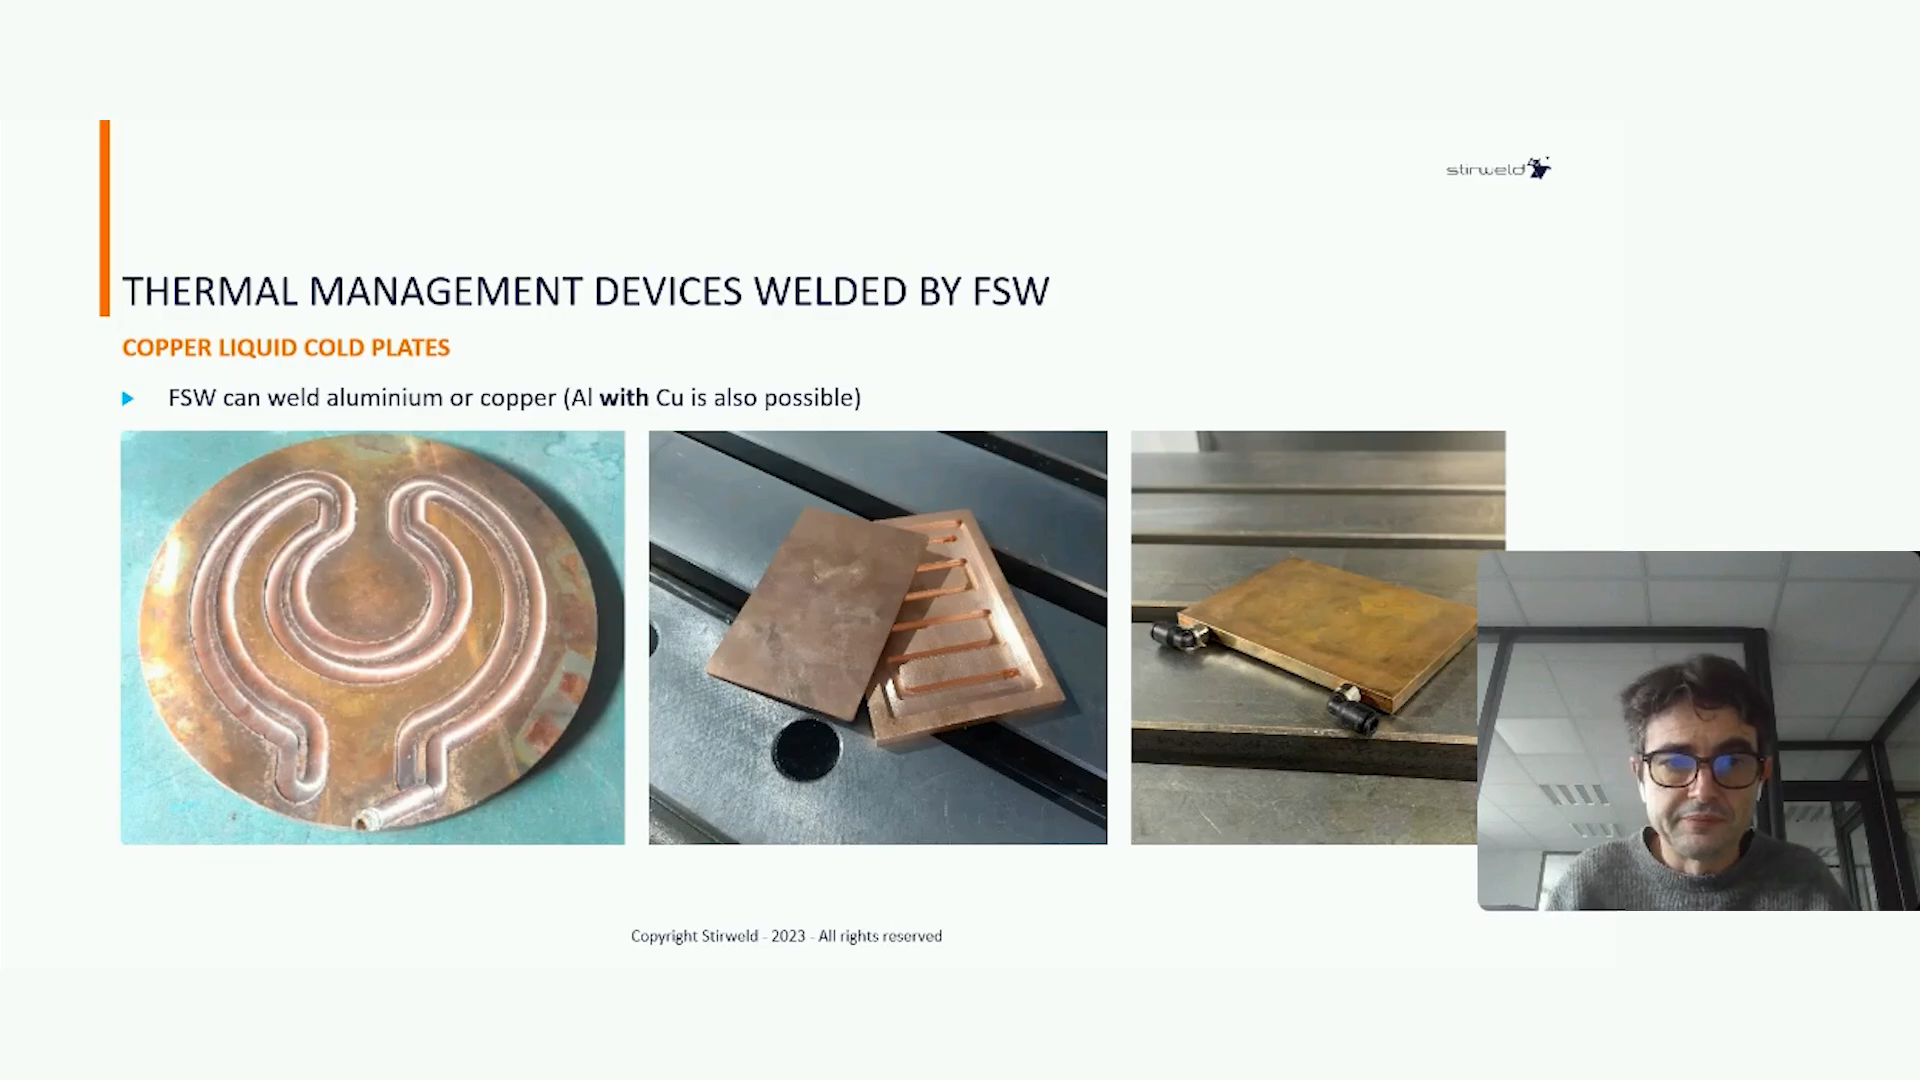 stirweld
THERMAL MANAGEMENT DEVICES WELDED BY FSW
COPPER LIQUID COLD PLATES
FSW can weld aluminium or copper (Al with Cu is also possible)
Copyright Stirweld - 2023 - All rights reserved